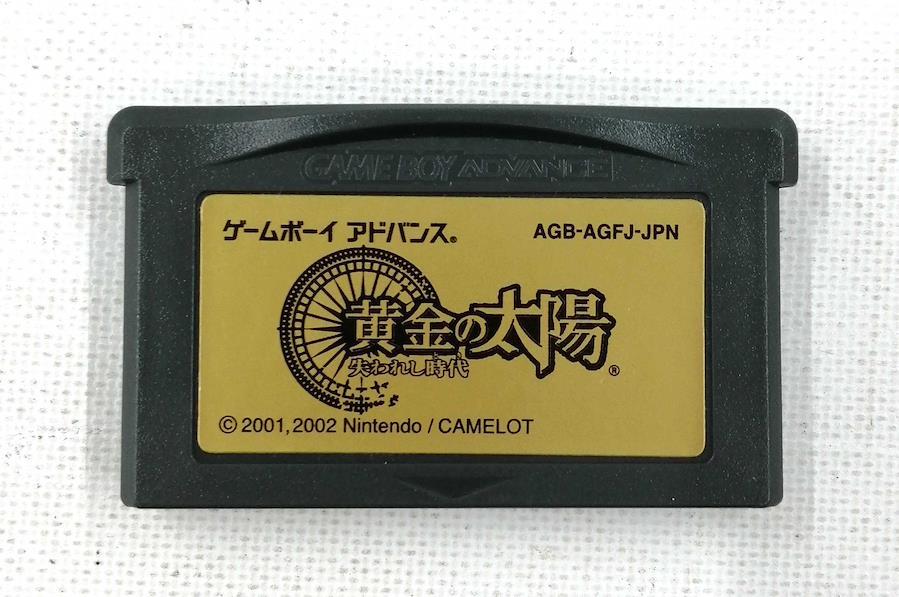 GAME BOY ADVANCE
ゲームボーイ アドバンス® AGB-AGFJ-JPN
黄金の太陽®
失われし時代
© 2001, 2002 Nintendo / CAMELOT